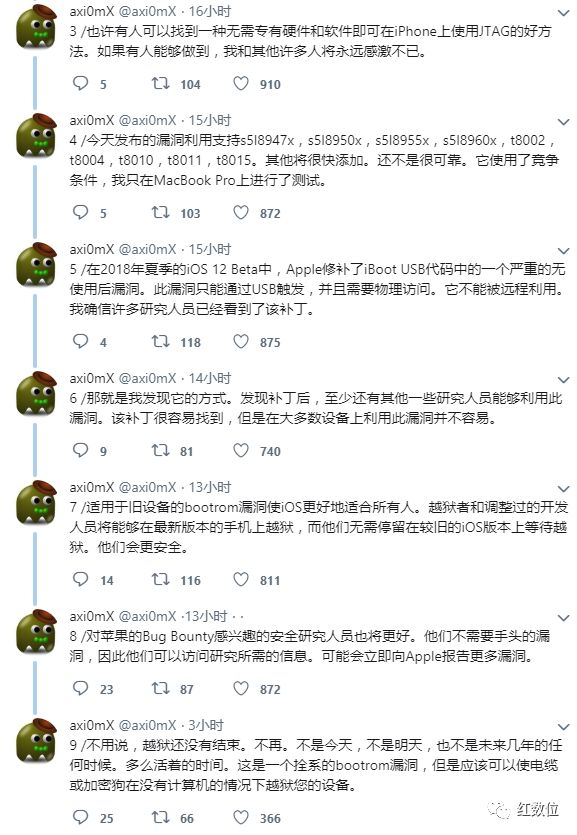 axi0mX @axi0mX · 16小时
3 /也许有人可以找到一种无需专有硬件和软件即可在iPhone上使用JTAG的好方
法。如果有人能够做到，我和其他许多人将永远感激不已。
5 104 910
axi0mX @axi0mX · 15小时
4 /今天发布的漏洞利用支持s5l8947x，s5l8950x，s5l8955x，s5l8960x，t8002，
t8004，t8010，t8011，t8015。其他将很快添加。还不是很可靠。它使用了竞争
条件，我只在MacBook Pro上进行了测试。
5 103 872
axi0mX @axi0mX · 15小时
5 /在2018年夏季的iOS 12 Beta中，Apple修补了iBoot USB代码中的一个严重的无
使用后漏洞。此漏洞只能通过USB触发，并且需要物理访问。它不能被远程利用。
我确信许多研究人员已经看到了该补丁。
4 118 875
axi0mX @axi0mX · 14小时
6 /那就是我发现它的方式。发现补丁后，至少还有其他一些研究人员能够利用此
漏洞。该补丁很容易找到，但是在大多数设备上利用此漏洞并不容易。
9 81 740
axi0mX @axi0mX · 13小时
7 /适用于旧设备的bootrom漏洞使iOS更好地适合所有人。越狱者和调整过的开发
人员将能够在最新版本的手机上越狱，而他们无需停留在较旧的iOS版本上等待越
狱。他们会更安全。
14 116 811
axi0mX @axi0mX ·13小时 · ·
8 /对苹果的Bug Bounty感兴趣的安全研究人员也将更好。他们不需要手头的漏
洞，因此他们可以访问研究所需的信息。可能会立即向Apple报告更多漏洞。
23 87 872
axi0mX @axi0mX · 3小时
9 /不用说，越狱还没有结束。不再。不是今天，不是明天，也不是未来几年的任
何时候。多么活着的时间。这是一个拴系的bootrom漏洞，但是应该可以使电缆
或加密狗在没有计算机的情况下越狱您的设备。
25 66 366
红数位